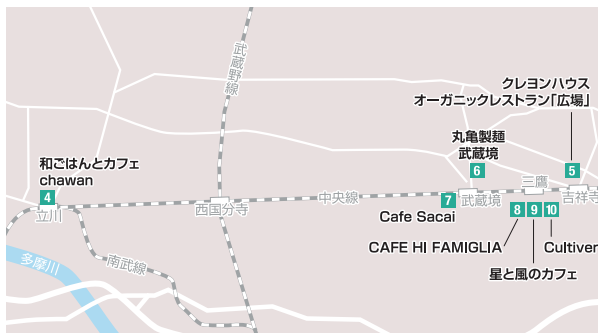 武蔵野線
クレヨンハウス
オーガニックレストラン「広場」
丸亀製麺
武蔵境
和ごはんとカフェ
chawan
4
立川
西国分寺
中央線
6
5
7
武蔵境
三鷹
吉祥寺
Cafe Sacai
8
9
10
CAFE HI FAMIGLIA
Cultiver
星と風のカフェ
南武線
多摩川